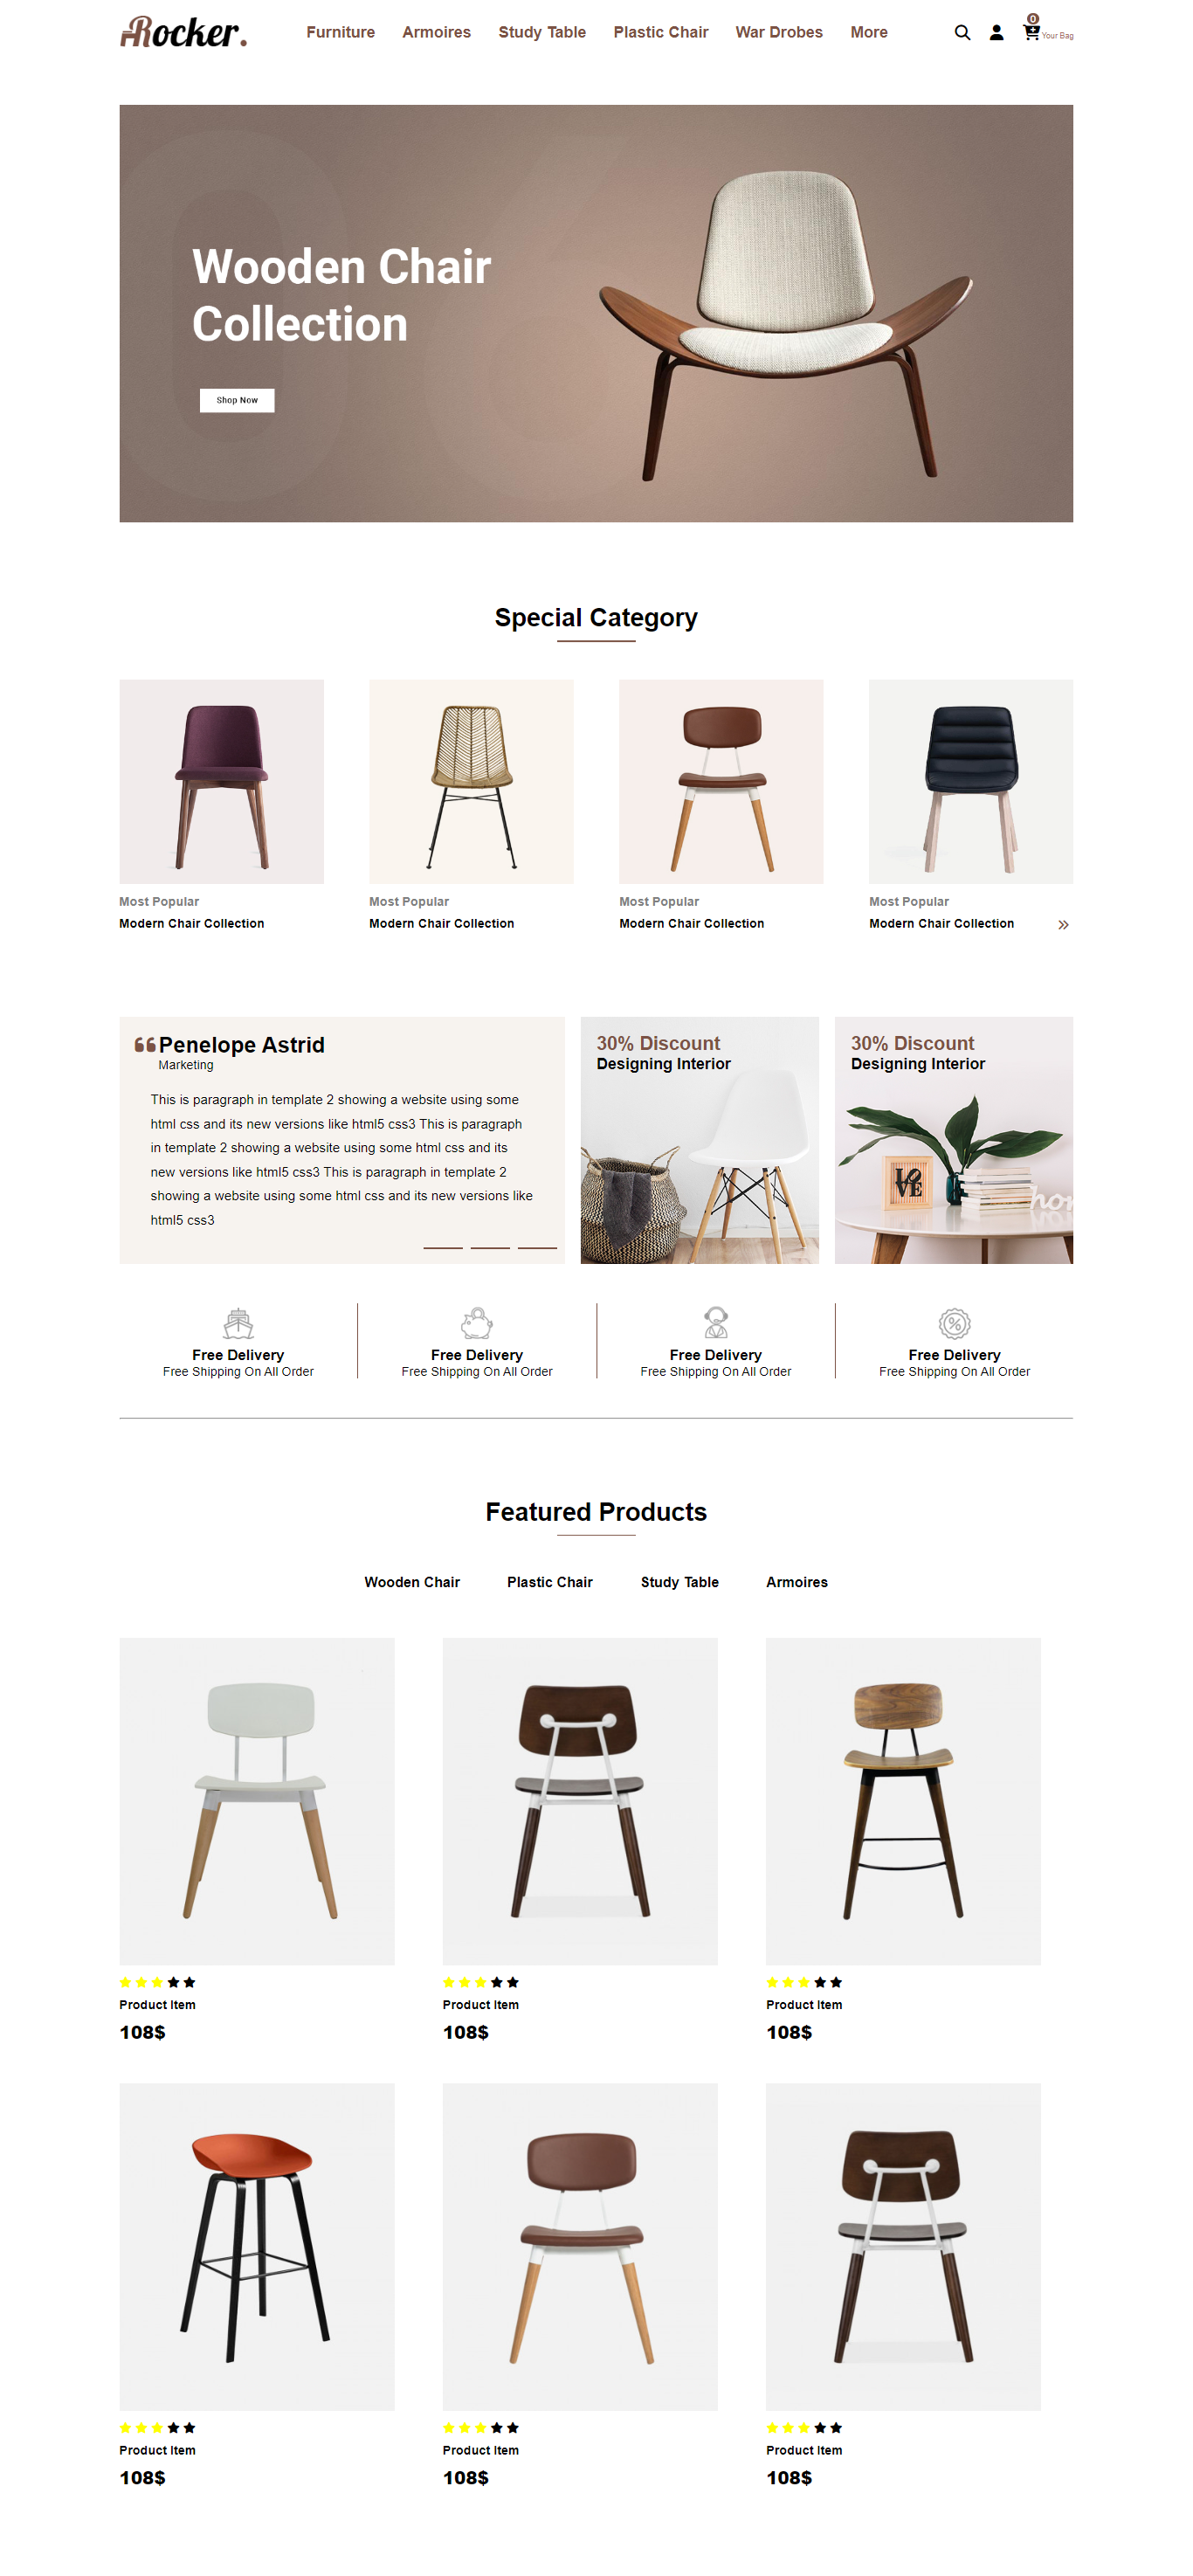 Rocker.
Furniture Armoires Study Table Plastic Chair War Drobes More
0
Your Bag
Wooden Chair
Collection
Shop Now
Special Category
Most Popular Most Popular Most Popular Most Popular
Modern Chair Collection Modern Chair Collection Modern Chair Collection Modern Chair Collection »
❝ Penelope Astrid
Marketing
This is paragraph in template 2 showing a website using some
html css and its new versions like html5 css3 This is paragraph
in template 2 showing a website using some html css and its
new versions like html5 css3 This is paragraph in template 2
showing a website using some html css and its new versions like
html5 css3
30% Discount
Designing Interior
30% Discount
Designing Interior
LO
VE
hom
Free Delivery Free Delivery Free Delivery Free Delivery
Free Shipping On All Order Free Shipping On All Order Free Shipping On All Order Free Shipping On All Order
Featured Products
Wooden Chair Plastic Chair Study Table Armoires
Product Item Product Item Product Item
108$ 108$ 108$
Product Item Product Item Product Item
108$ 108$ 108$